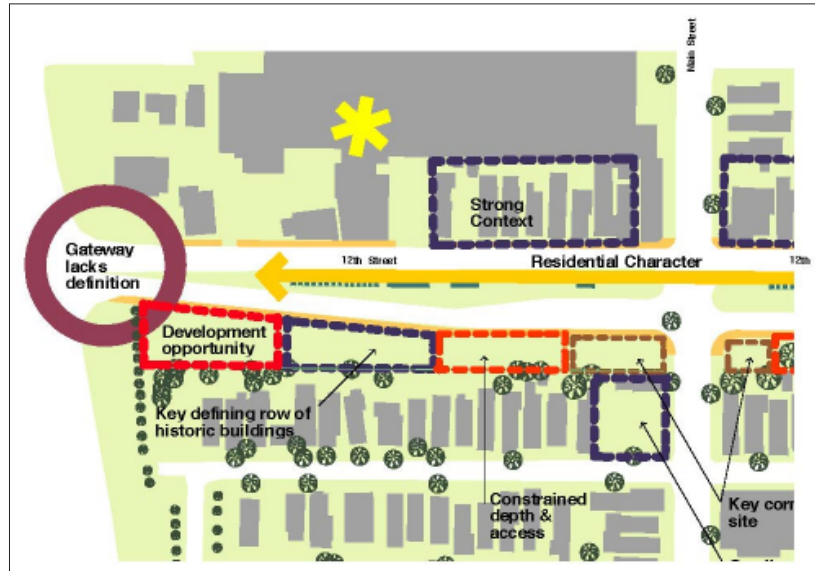 Main Street
Strong
Context
Gateway
lacks
definition
12th Street
Residential Character
12th
Development
opportunity
Key defining row of
historic buildings
Constrained
depth &
access
Key corn
site